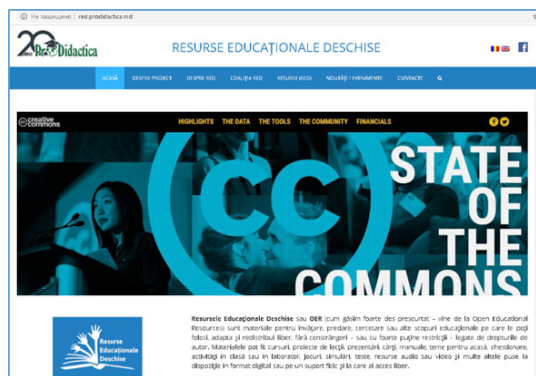 Не защищено | red.prodidactica.md
20 Pro Didactica
RESURSE EDUCAȚIONALE DESCHISE
ACASĂ DESPRE PROIECT DESPRE RED COALIȚIA RED RESURSE (RED) NOUTĂȚI / EVENIMENTE CONTACTE
creative commons HIGHLIGHTS THE DATA THE TOOLS THE COMMUNITY FINANCIALS
cc
STATE
OF
THE
COMMONS
Resurse
Educaționale
Deschise
Resursele Educaționale Deschise sau OER (cum găsim foarte des prescurtat – vine de la Open Educational
Resources) sunt materiale pentru învățare, predare, cercetare sau alte scopuri educaționale pe care le poți
folosi, adapta și redistribui liber, fără constrângeri – sau cu foarte puține restricții – legate de drepturile de
autor. Materialele pot fi: cursuri, proiecte de lecții, prezentări, cărți, manuale, teme pentru acasă, chestionare,
activități în clasă sau în laborator, jocuri, simulări, teste, resurse audio sau video și multe altele puse la
dispoziție în format digital sau pe un suport fizic și la care ai acces liber.